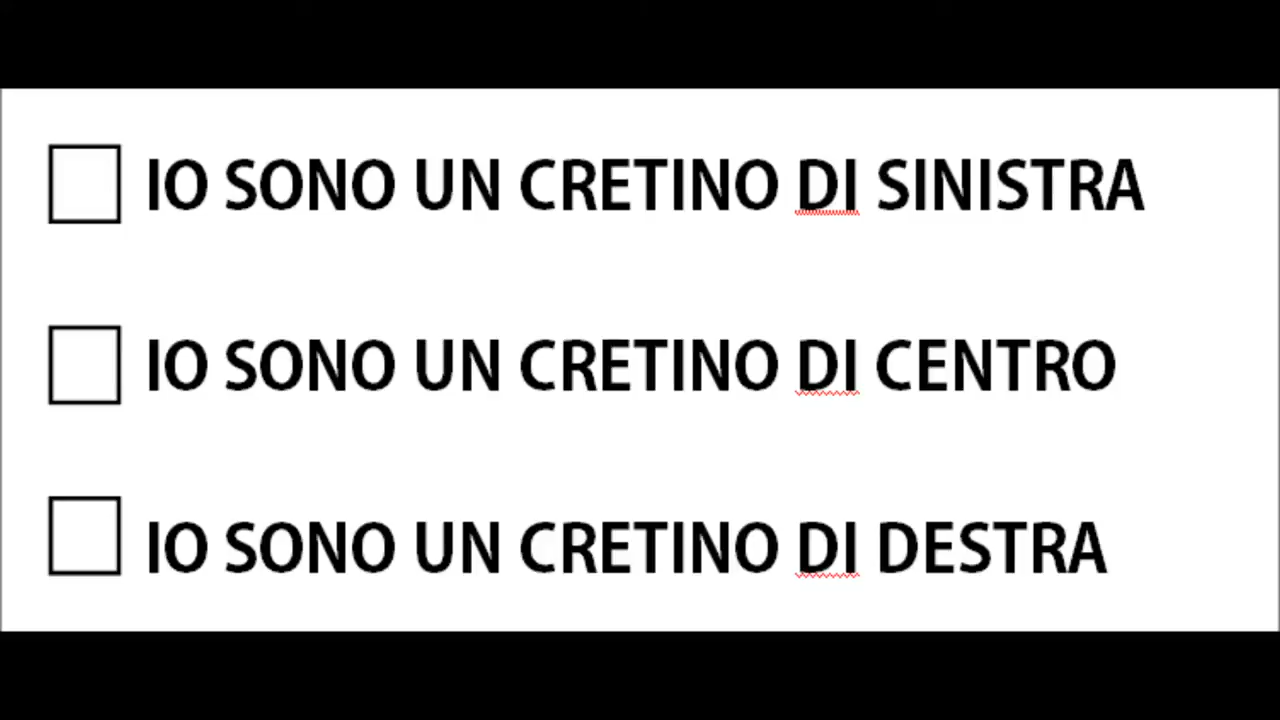 IO SONO UN CRETINO DI SINISTRA
IO SONO UN CRETINO DI CENTRO
IO SONO UN CRETINO DI DESTRA